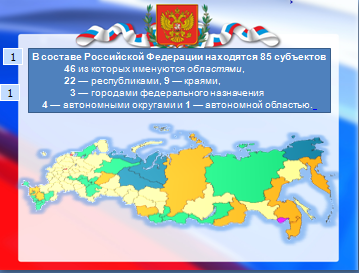 1
В составе Российской Федерации находятся 85 субъектов
46 из которых именуются областями,
22 — республиками, 9 — краями,
1
3 — городами федерального назначения
4 — автономными округами и 1 — автономной областью.